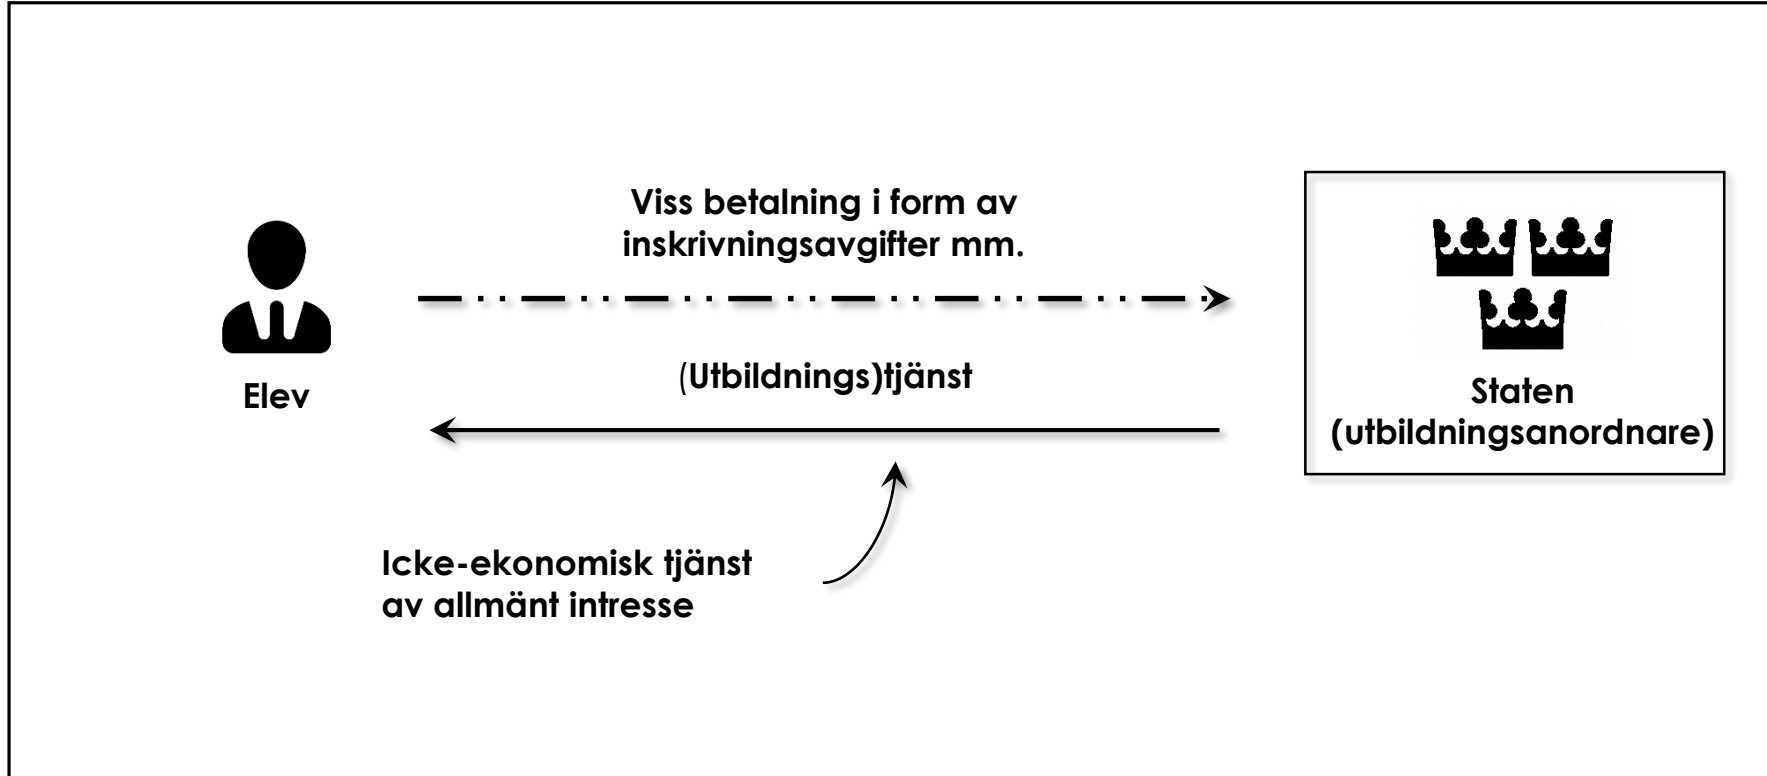 Viss betalning i form av
inskrivningsavgifter mm.
(Utbildnings)tjänst
Elev
Staten
(utbildningsanordnare)
Icke-ekonomisk tjänst
av allmänt intresse